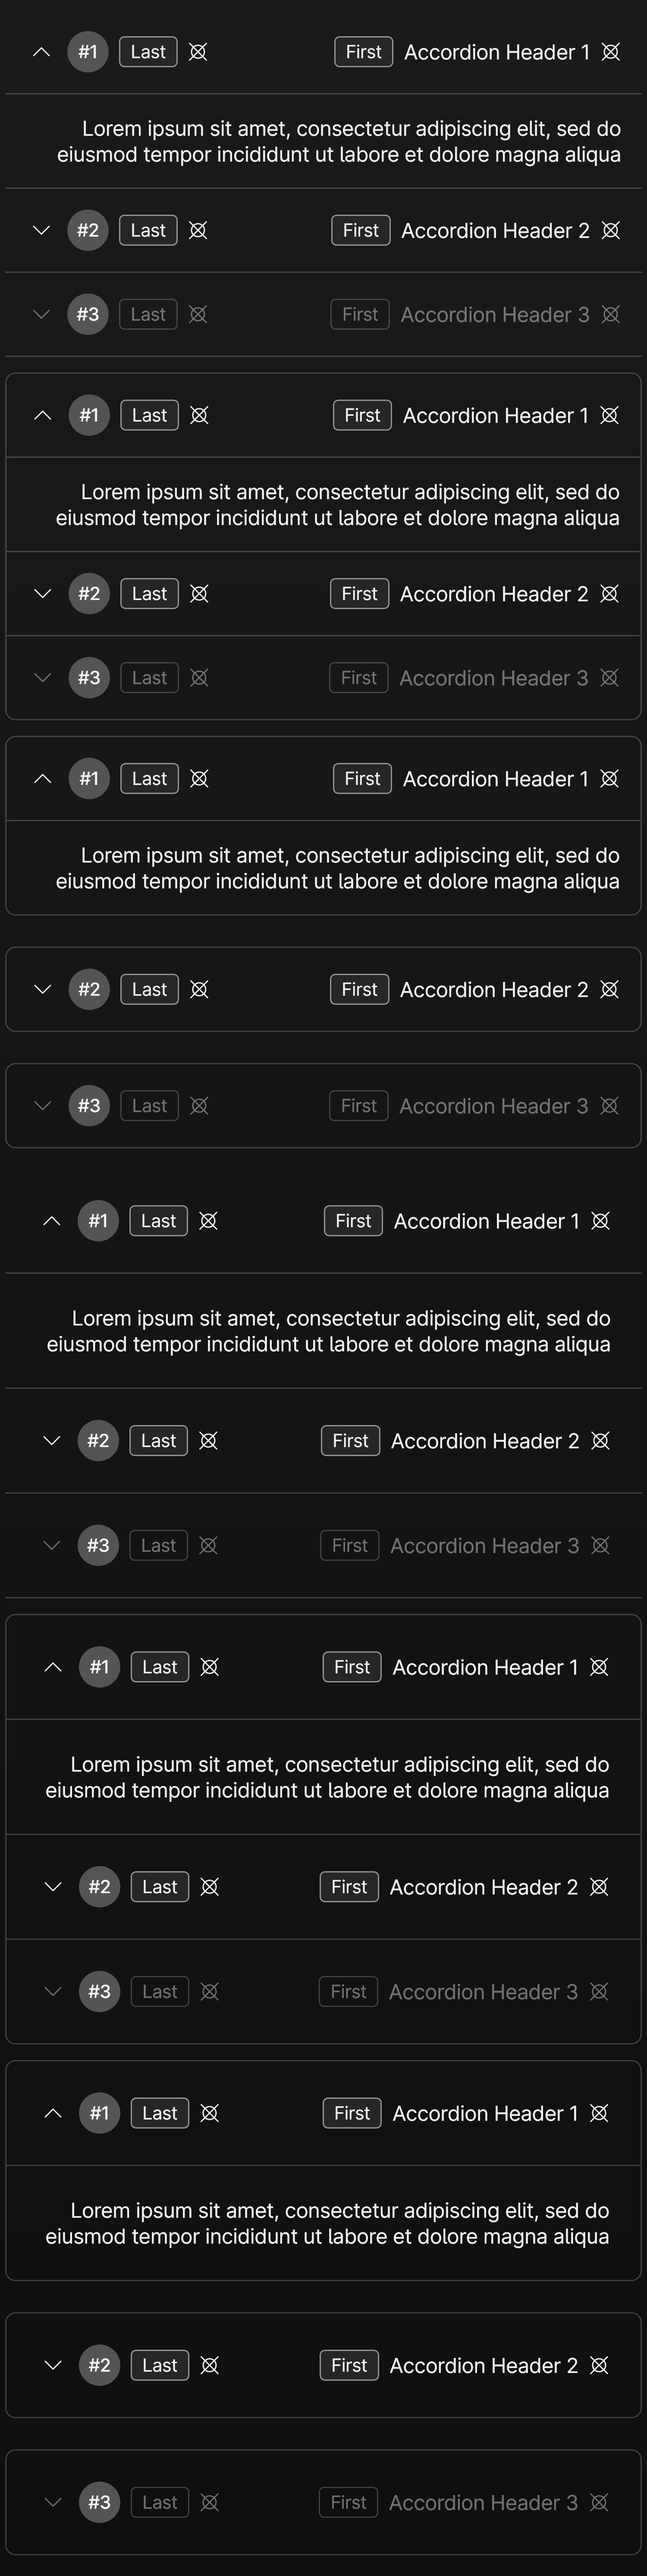 #1 Last First Accordion Header 1
Lorem ipsum sit amet, consectetur adipiscing elit, sed do
eiusmod tempor incididunt ut labore et dolore magna aliqua
#2 Last First Accordion Header 2
#3 Last First Accordion Header 3
#1 Last First Accordion Header 1
Lorem ipsum sit amet, consectetur adipiscing elit, sed do
eiusmod tempor incididunt ut labore et dolore magna aliqua
#2 Last First Accordion Header 2
#3 Last First Accordion Header 3
#1 Last First Accordion Header 1
Lorem ipsum sit amet, consectetur adipiscing elit, sed do
eiusmod tempor incididunt ut labore et dolore magna aliqua
#2 Last First Accordion Header 2
#3 Last First Accordion Header 3
#1 Last First Accordion Header 1
Lorem ipsum sit amet, consectetur adipiscing elit, sed do
eiusmod tempor incididunt ut labore et dolore magna aliqua
#2 Last First Accordion Header 2
#3 Last First Accordion Header 3
#1 Last First Accordion Header 1
Lorem ipsum sit amet, consectetur adipiscing elit, sed do
eiusmod tempor incididunt ut labore et dolore magna aliqua
#2 Last First Accordion Header 2
#3 Last First Accordion Header 3
#1 Last First Accordion Header 1
Lorem ipsum sit amet, consectetur adipiscing elit, sed do
eiusmod tempor incididunt ut labore et dolore magna aliqua
#2 Last First Accordion Header 2
#3 Last First Accordion Header 3